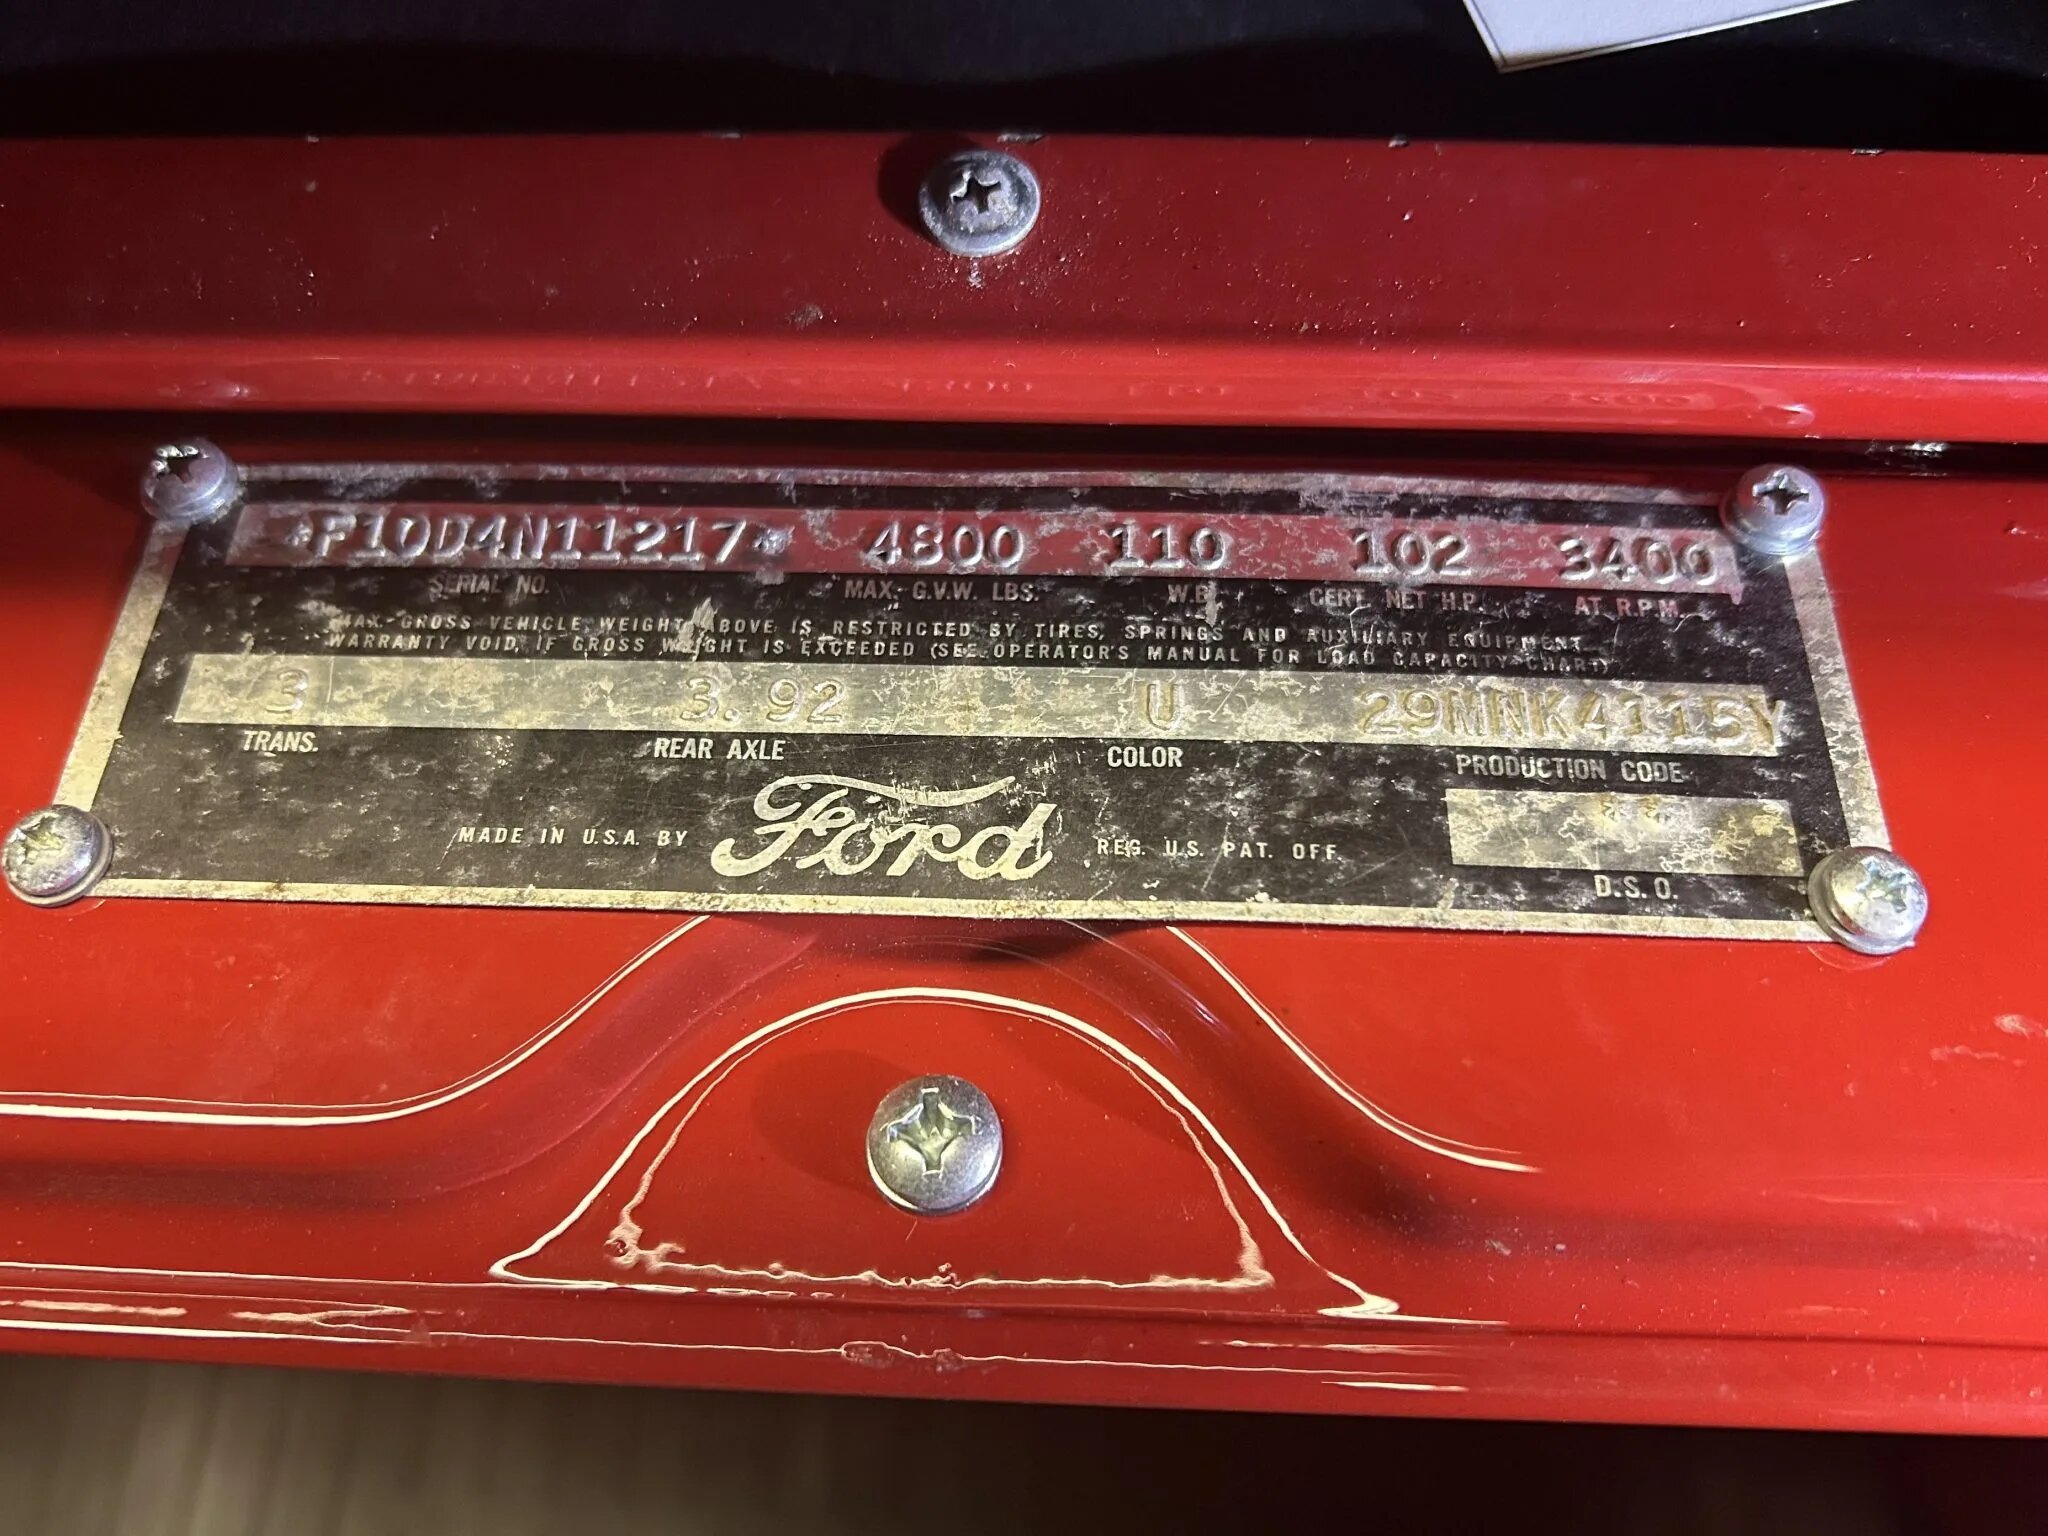 *F10D4N11217* 4800 110 102 3400
SERIAL NO. MAX. G.V.W. LBS. W.B. CERT. NET H.P. AT R.P.M.
MAX. GROSS VEHICLE WEIGHT ABOVE IS RESTRICTED BY TIRES, SPRINGS AND AUXILIARY EQUIPMENT
WARRANTY VOID, IF GROSS WEIGHT IS EXCEEDED (SEE OPERATOR'S MANUAL FOR LOAD CAPACITY CHART)
3 3.92 U 29MNNK4115Y
TRANS. REAR AXLE COLOR PRODUCTION CODE
MADE IN U.S.A. BY Ford REG. U.S. PAT. OFF.
D.S.O.